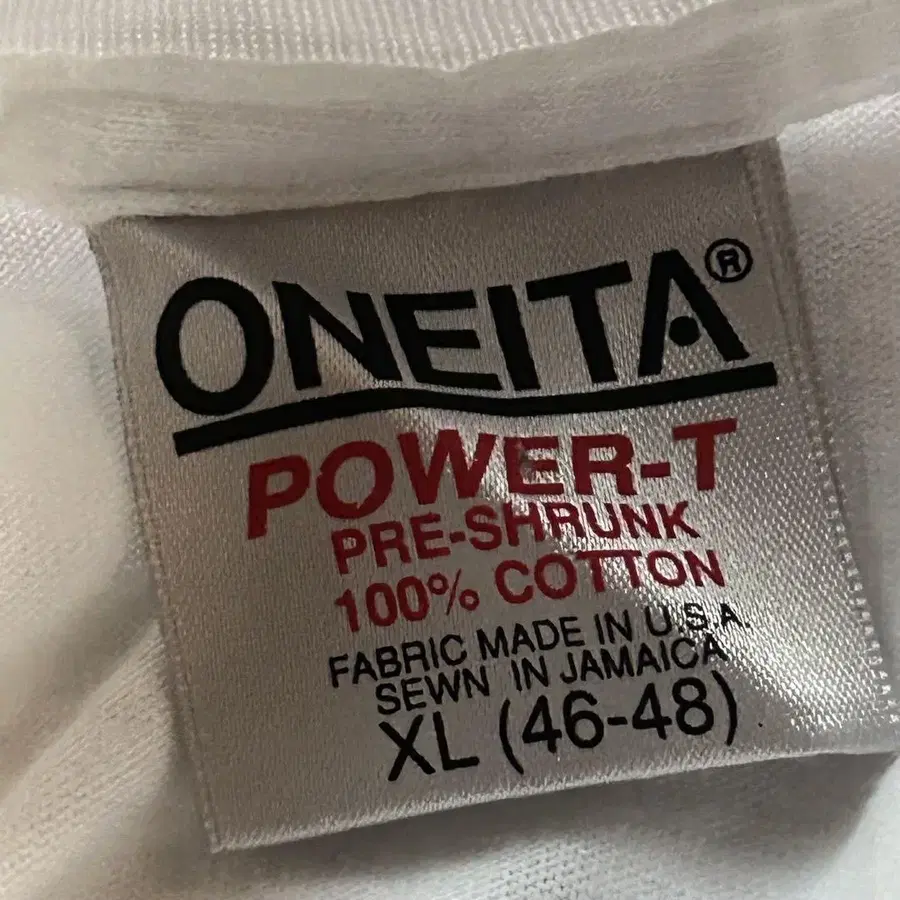 ONEITA®
POWER-T
PRE-SHRUNK
100% COTTON
FABRIC MADE IN U.S.A.
SEWN IN JAMAICA
XL (46-48)